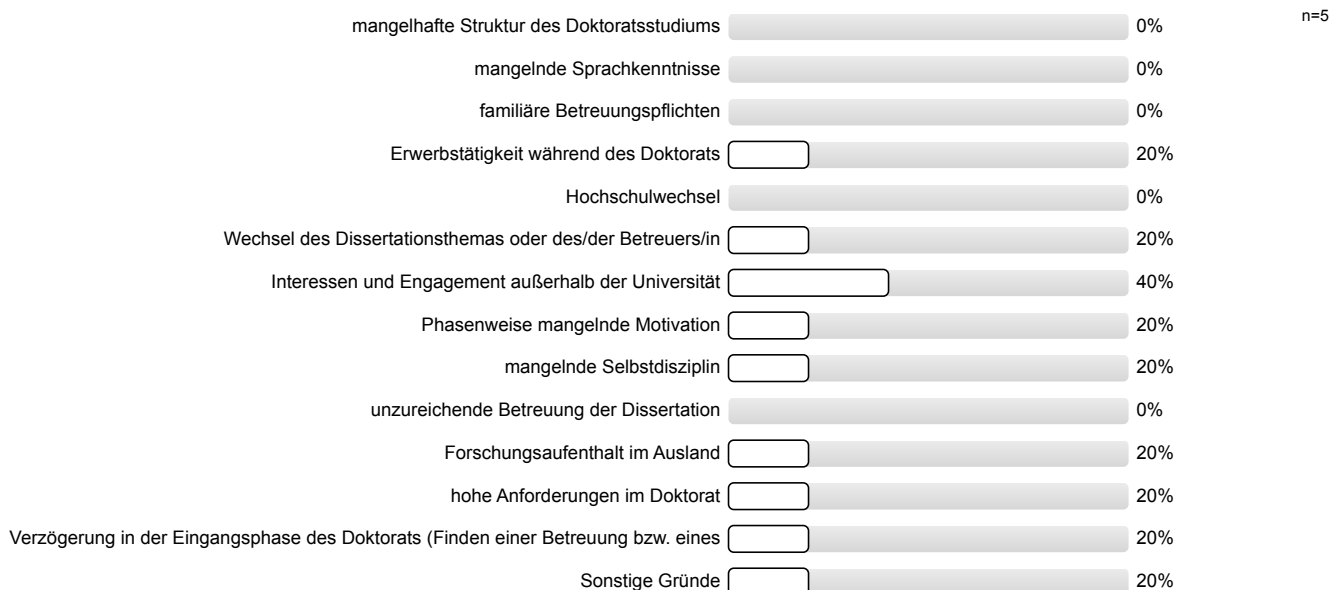 n=5
mangelhafte Struktur des Doktoratsstudiums 0%
mangelnde Sprachkenntnisse 0%
familiäre Betreuungspflichten 0%
Erwerbstätigkeit während des Doktorats 20%
Hochschulwechsel 0%
Wechsel des Dissertationsthemas oder des/der Betreuers/in 20%
Interessen und Engagement außerhalb der Universität 40%
Phasenweise mangelnde Motivation 20%
mangelnde Selbstdisziplin 20%
unzureichende Betreuung der Dissertation 0%
Forschungsaufenthalt im Ausland 20%
hohe Anforderungen im Doktorat 20%
Verzögerung in der Eingangsphase des Doktorats (Finden einer Betreuung bzw. eines 20%
Sonstige Gründe 20%